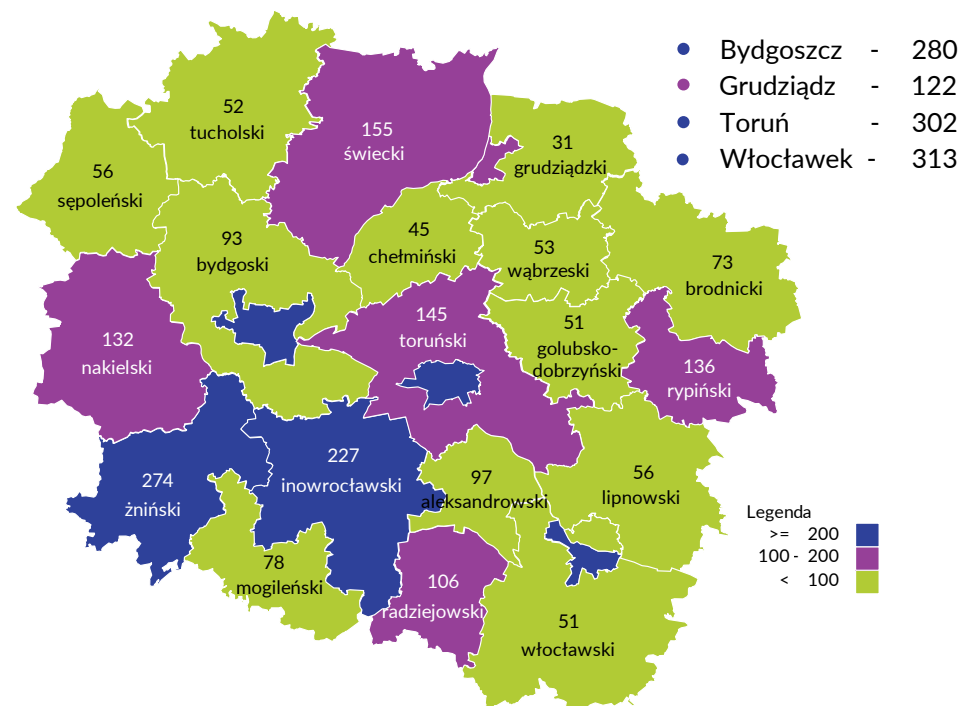 Bydgoszcz - 280
Grudziądz - 122
Toruń - 302
Włocławek - 313
52
tucholski
155
świecki
31
grudziądzki
56
sępoleński
93
bydgoski
45
chełmiński
53
wąbrzeski
73
brodnicki
132
nakielski
145
toruński
51
golubsko-
dobrzyński
136
rypiński
274
żniński
227
inowrocławski
97
aleksandrowski
56
lipnowski
78
mogileński
106
radziejowski
51
włocławski
Legenda
>= 200
100 - 200
< 100